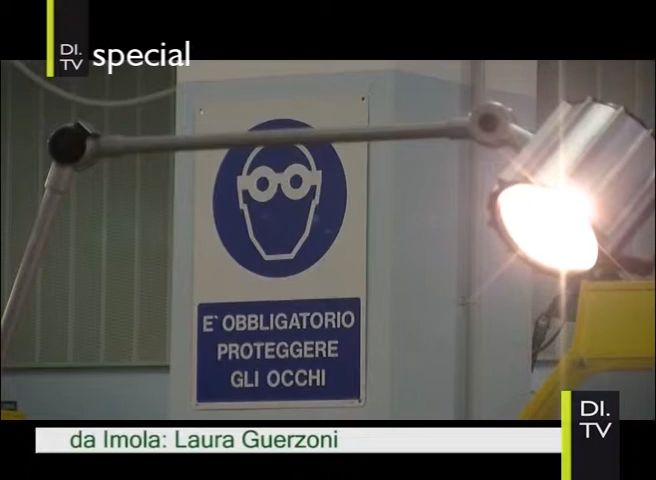 DI.
TV
special
E' OBBLIGATORIO
PROTEGGERE
GLI OCCHI
da Imola: Laura Guerzoni
DI.
TV